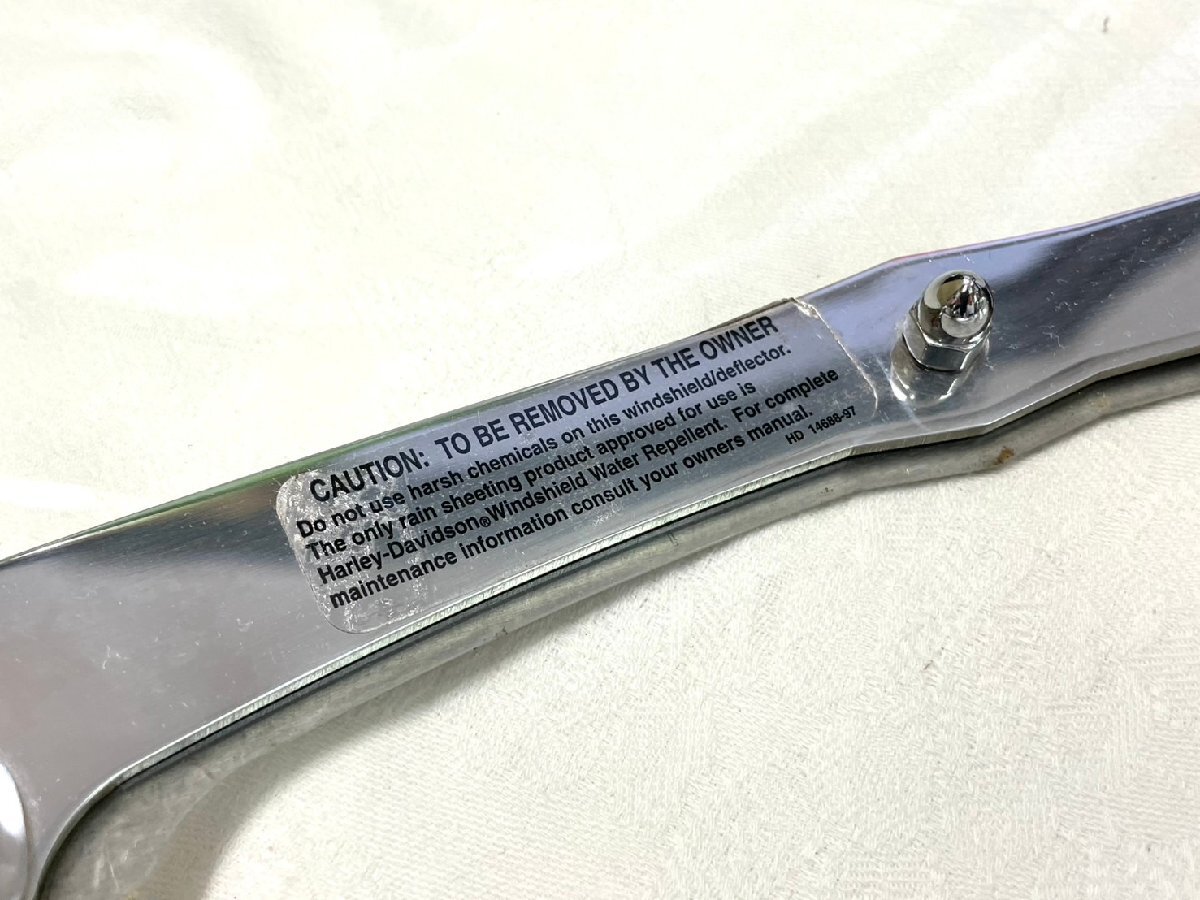 CAUTION: TO BE REMOVED BY THE OWNER
Do not use harsh chemicals on this windshield/deflector.
The only rain sheeting product approved for use is
Harley-Davidson® Windshield Water Repellent. For complete
maintenance information consult your owners manual.
HD 14688-97